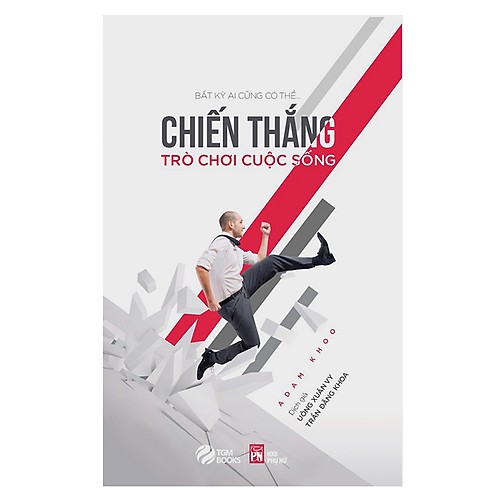 BẤT KỲ AI CŨNG CÓ THỂ...
CHIẾN THẮNG
TRÒ CHƠI CUỘC SỐNG
ADAM KHOO
Dịch giả
UÔNG XUÂN VY
TRẦN ĐĂNG KHOA
TGM
BOOKS
PN
NXB
PHỤ NỮ